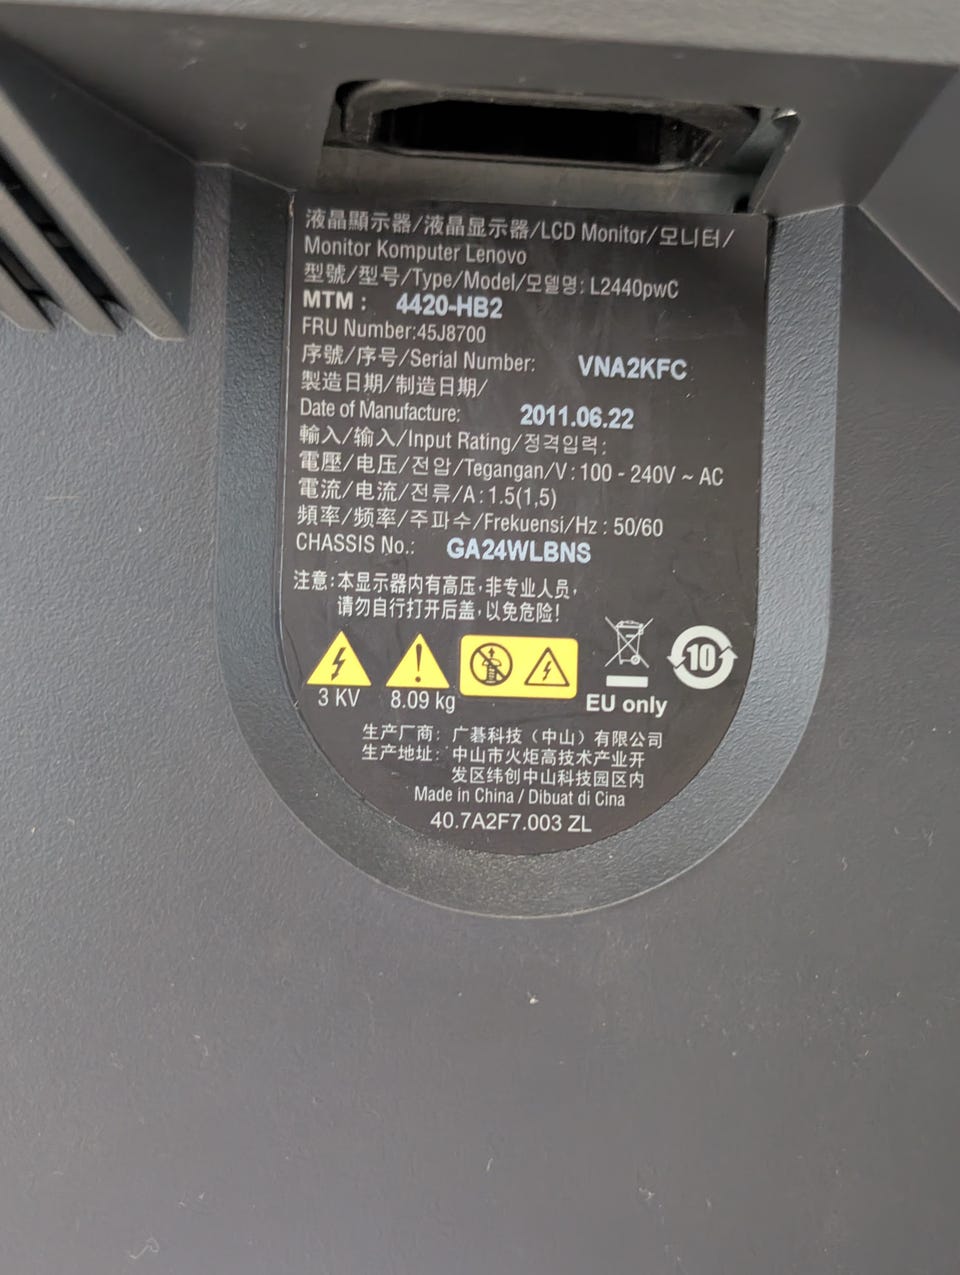 液晶顯示器/液晶显示器/LCD Monitor/모니터/
Monitor Komputer Lenovo
型號/型号/Type/Model/모델명: L2440pwC
MTM : 4420-HB2
FRU Number:45J8700
序號/序号/Serial Number: VNA2KFC
製造日期/制造日期/
Date of Manufacture: 2011.06.22
輸入/输入/Input Rating/정격입력:
電壓/电压/전압/Tegangan/V : 100 - 240V ~ AC
電流/电流/전류/A : 1.5(1,5)
頻率/频率/주파수/Frekuensi/Hz : 50/60
CHASSIS No.: GA24WLBNS
注意:本显示器内有高压,非专业人员,
请勿自行打开后盖,以免危险!
10
3 KV 8.09 kg EU only
生产厂商: 广碁科技（中山）有限公司
生产地址: 中山市火炬高技术产业开
发区纬创中山科技园区内
Made in China / Dibuat di Cina
40.7A2F7.003 ZL